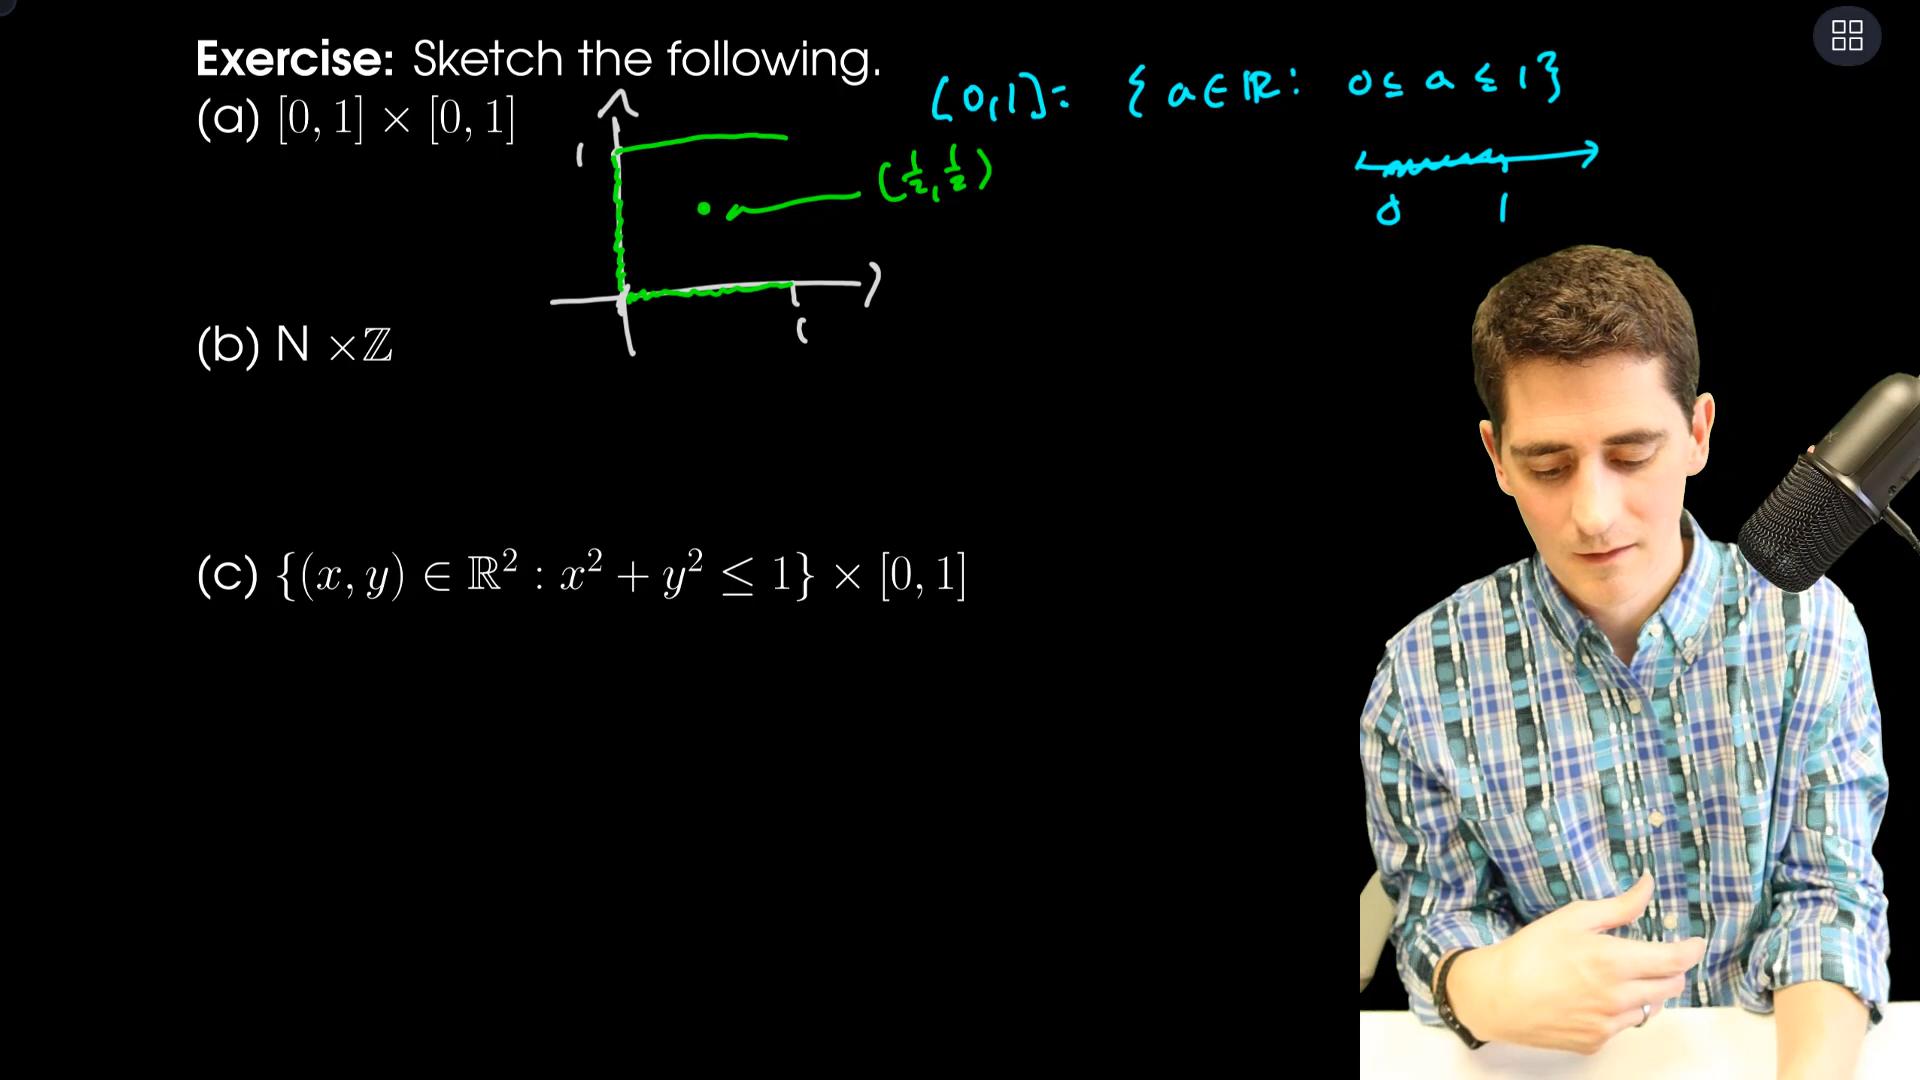 Exercise: Sketch the following.
[0,1]= {a∈ℝ: 0≤a≤1}
(a) [0, 1] × [0, 1]
1
(½,½)
0 1
1
(b) N ×ℤ
(c) {(x, y) ∈ ℝ² : x² + y² ≤ 1} × [0, 1]